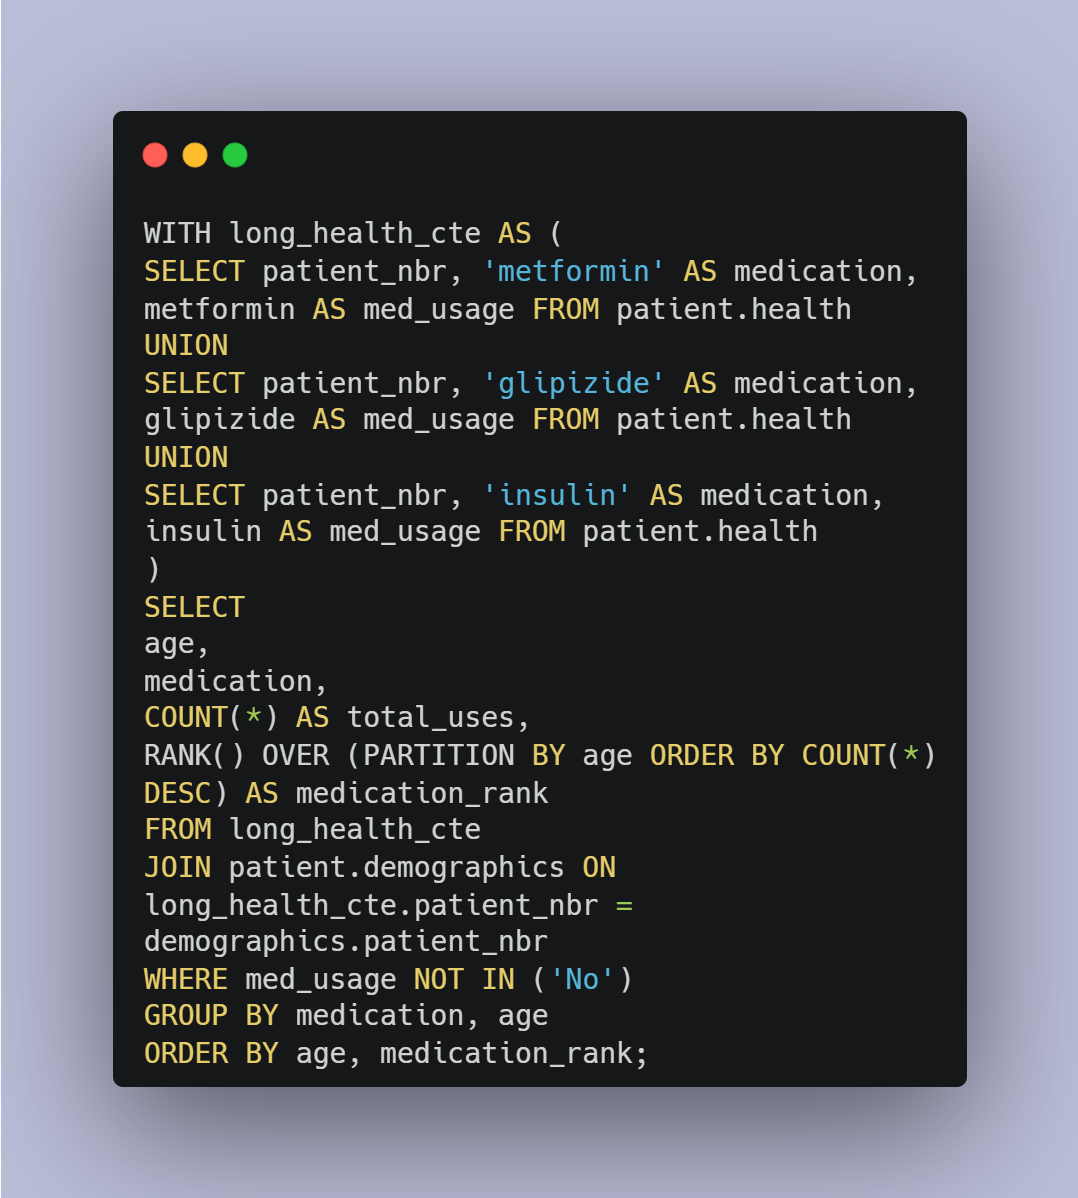 WITH long_health_cte AS (
SELECT patient_nbr, 'metformin' AS medication,
metformin AS med_usage FROM patient.health
UNION
SELECT patient_nbr, 'glipizide' AS medication,
glipizide AS med_usage FROM patient.health
UNION
SELECT patient_nbr, 'insulin' AS medication,
insulin AS med_usage FROM patient.health
)
SELECT
age,
medication,
COUNT(*) AS total_uses,
RANK() OVER (PARTITION BY age ORDER BY COUNT(*)
DESC) AS medication_rank
FROM long_health_cte
JOIN patient.demographics ON
long_health_cte.patient_nbr =
demographics.patient_nbr
WHERE med_usage NOT IN ('No')
GROUP BY medication, age
ORDER BY age, medication_rank;